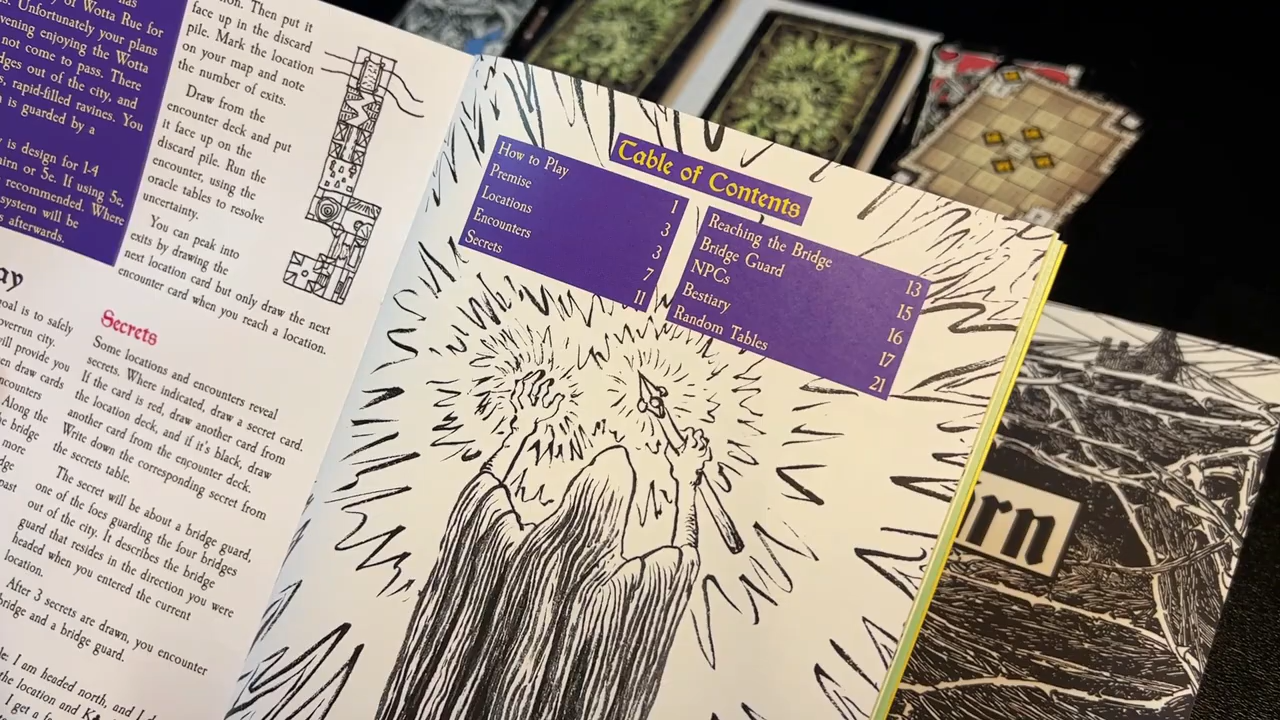 has
of Wotta Rue for
Unfortunately your plans
vening enjoying the Wotta
not come to pass. There
dges out of the city, and
, rapid-filled ravines. You
is guarded by a
is design for 1-4
airn or 5e. If using 5e,
recommended. Where
system will be
afterwards.
ay
goal is to safely
overrun city.
will provide you
en draw cards
ncounters
Along the
e bridge
more
dge
past
Then put it
face up in the discard
pile. Mark the location
on your map and note
the number of exits.
Draw from the
encounter deck and put
it face up on the
discard pile. Run the
encounter, using the
oracle tables to resolve
uncertainty.
You can peak into
exits by drawing the
next location card but only draw the next
encounter card when you reach a location.
Secrets
Some locations and encounters reveal
secrets. Where indicated, draw a secret card.
If the card is red, draw another card from
the location deck, and if it's black, draw
another card from the encounter deck.
Write down the corresponding secret from
the secrets table.
The secret will be about a bridge guard,
one of the foes guarding the four bridges
out of the city. It describes the bridge
guard that resides in the direction you were
headed when you entered the current
location.
After 3 secrets are drawn, you encounter
bridge and a bridge guard.
le: I am headed north, and I d
the location and K
I get a
Table of Contents
How to Play 1
Premise 3
Locations 3
Encounters 7
Secrets 11
Reaching the Bridge 13
Bridge Guard 15
NPCs 16
Bestiary 17
Random Tables 21
irn